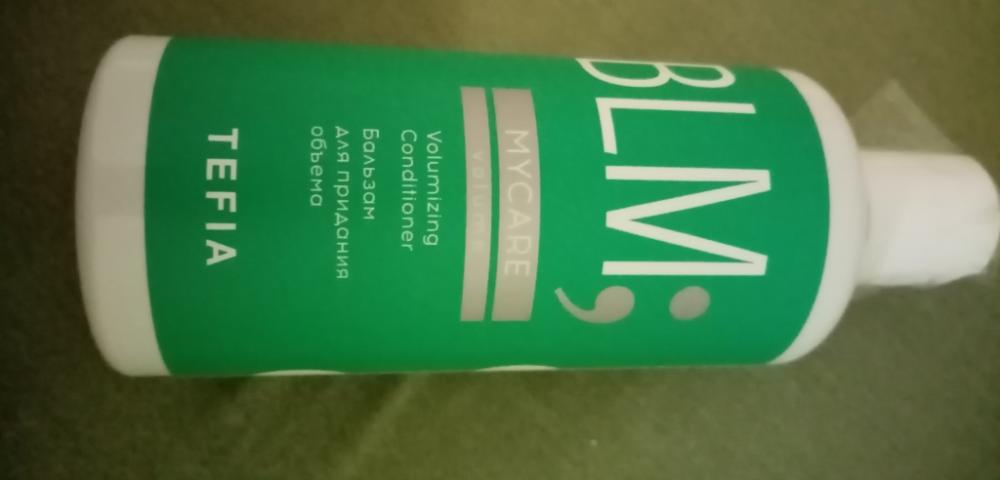 BLM;
MYCARE
volume
Volumizing
Conditioner
Бальзам
для придания
объема
TEFIA